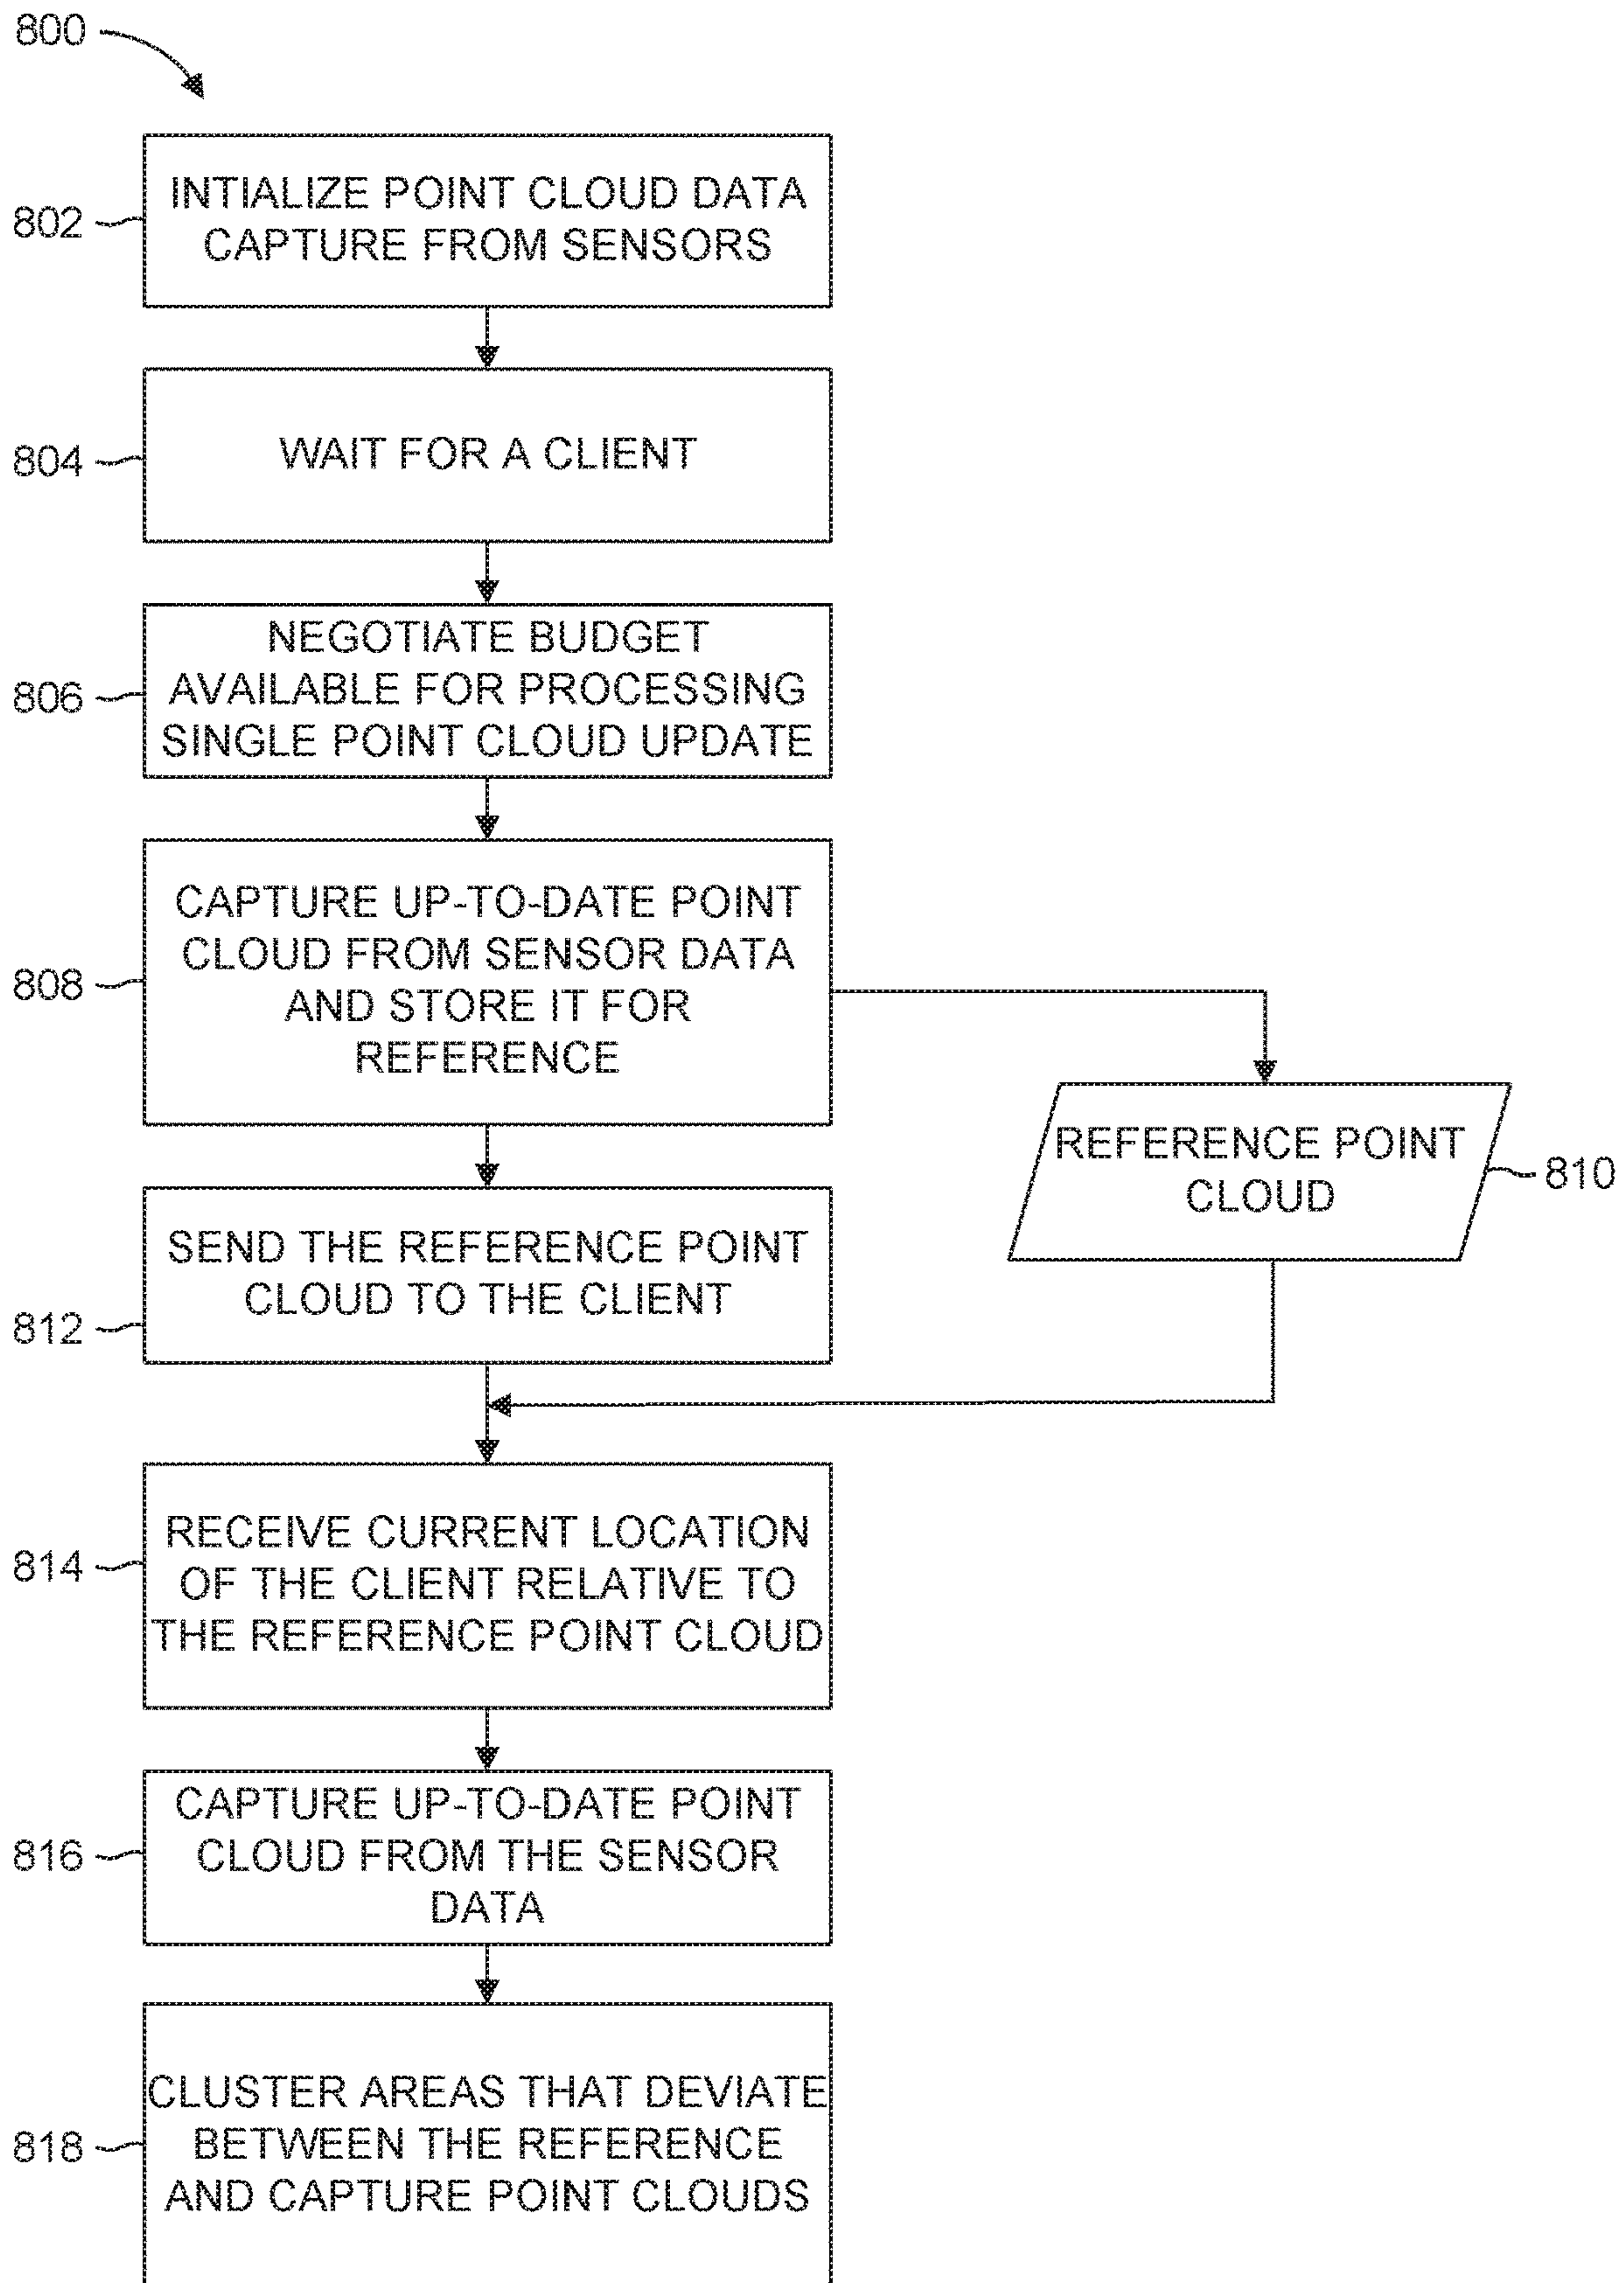 800
INTIALIZE POINT CLOUD DATA
CAPTURE FROM SENSORS
802
WAIT FOR A CLIENT
804
NEGOTIATE BUDGET
AVAILABLE FOR PROCESSING
SINGLE POINT CLOUD UPDATE
806
CAPTURE UP-TO-DATE POINT
CLOUD FROM SENSOR DATA
AND STORE IT FOR
REFERENCE
808
REFERENCE POINT
CLOUD
810
SEND THE REFERENCE POINT
CLOUD TO THE CLIENT
812
RECEIVE CURRENT LOCATION
OF THE CLIENT RELATIVE TO
THE REFERENCE POINT CLOUD
814
CAPTURE UP-TO-DATE POINT
CLOUD FROM THE SENSOR
DATA
816
CLUSTER AREAS THAT DEVIATE
BETWEEN THE REFERENCE
AND CAPTURE POINT CLOUDS
818